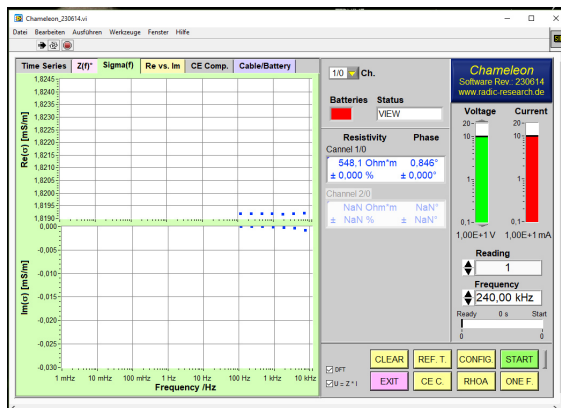 Chameleon_230614.vi
Datei Bearbeiten Ausführen Werkzeuge Fenster Hilfe
Time Series Z(f)* Sigma(f) Re vs. Im CE Comp. Cable/Battery
Re(σ) [mS/m]
1,8245
1,8240
1,8235
1,8230
1,8225
1,8220
1,8215
1,8210
1,8205
1,8200
1,8195
1,8190
Im(σ) [mS/m]
0,000
-0,005
-0,010
-0,015
-0,020
-0,025
-0,030
1 mHz 10 mHz 100 mHz 1 Hz 10 Hz 100 Hz 1 kHz 10 kHz
Frequency /Hz
1/0 Ch.
Batteries Status
VIEW
Resistivity Phase
Cannel 1/0
548,1 Ohm*m 0,846°
± 0,000 % ± 0,000°
Channel 2/0
NaN Ohm*m NaN°
± NaN % ± NaN°
DFT
U = Z * I
CLEAR REF. T. CONFIG. START
EXIT CE C. RHOA ONE F.
Chameleon
Software Rev.: 230614
www.radic-research.de
Voltage Current
20- 20-
10- 10-
1- 1-
0,1- 0,1-
1,00E+1 V 1,00E+1 mA
Reading
1
Frequency
240,00 kHz
Ready 0 s Start
0 0